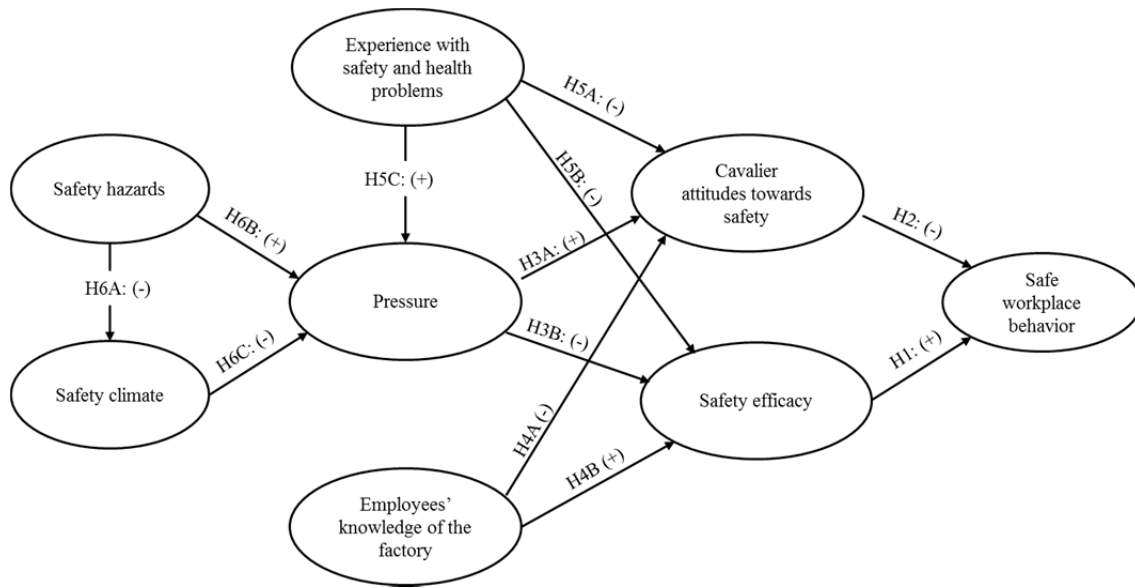 Experience with
safety and health
problems
H5A: (-)
Safety hazards
H5C: (+)
H5B: (-)
Cavalier
attitudes towards
safety
H6B: (+)
H2: (-)
H3A: (+)
H6A: (-)
Pressure
Safe
workplace
behavior
H3B: (-)
H6C: (-)
H1: (+)
Safety climate
Safety efficacy
H4A (-)
H4B (+)
Employees’
knowledge of the
factory